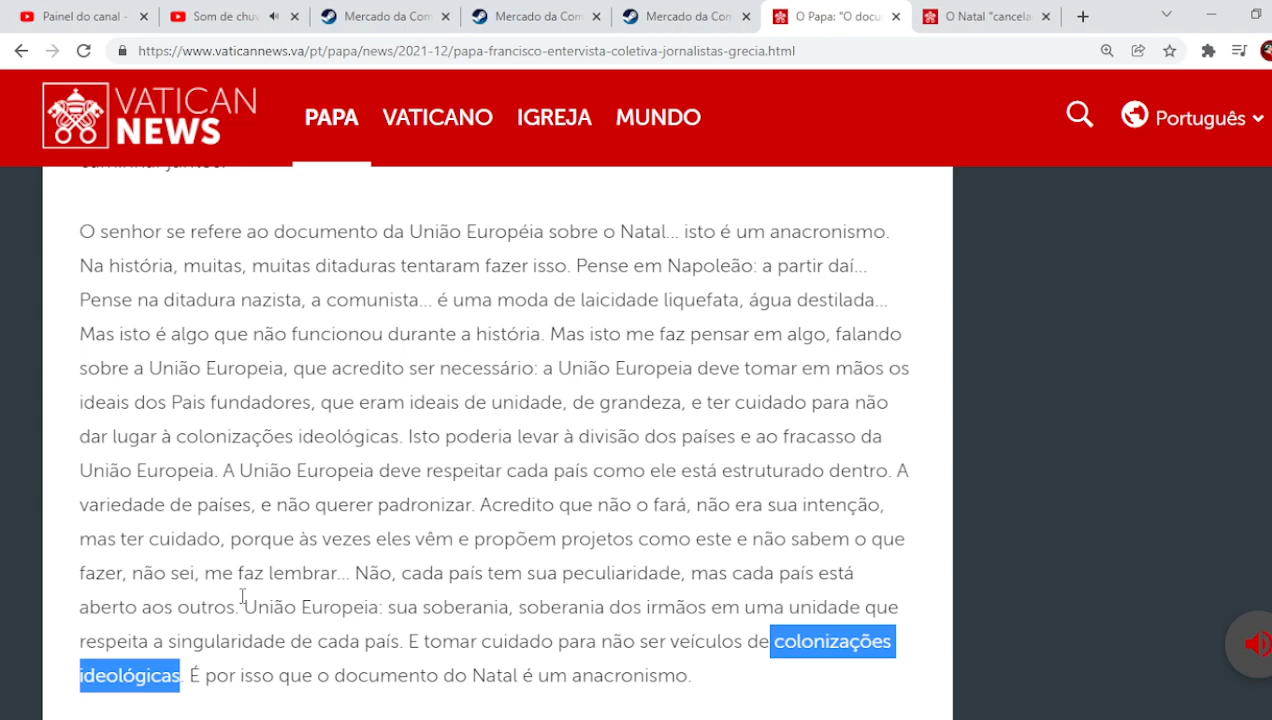 Painel do canal -
Som de chuv
Mercado da Com
Mercado da Com
Mercado da Com
O Papa: "O docu
O Natal "cancela
https://www.vaticannews.va/pt/papa/news/2021-12/papa-francisco-entervista-coletiva-jornalistas-grecia.html
VATICAN
NEWS
PAPA VATICANO IGREJA MUNDO
Português
O senhor se refere ao documento da União Européia sobre o Natal... isto é um anacronismo.
Na história, muitas, muitas ditaduras tentaram fazer isso. Pense em Napoleão: a partir daí...
Pense na ditadura nazista, a comunista... é uma moda de laicidade liquefata, água destilada...
Mas isto é algo que não funcionou durante a história. Mas isto me faz pensar em algo, falando
sobre a União Europeia, que acredito ser necessário: a União Europeia deve tomar em mãos os
ideais dos Pais fundadores, que eram ideais de unidade, de grandeza, e ter cuidado para não
dar lugar à colonizações ideológicas. Isto poderia levar à divisão dos países e ao fracasso da
União Europeia. A União Europeia deve respeitar cada país como ele está estruturado dentro. A
variedade de países, e não querer padronizar. Acredito que não o fará, não era sua intenção,
mas ter cuidado, porque às vezes eles vêm e propõem projetos como este e não sabem o que
fazer, não sei, me faz lembrar... Não, cada país tem sua peculiaridade, mas cada país está
aberto aos outros. União Europeia: sua soberania, soberania dos irmãos em uma unidade que
respeita a singularidade de cada país. E tomar cuidado para não ser veículos de colonizações
ideológicas. É por isso que o documento do Natal é um anacronismo.